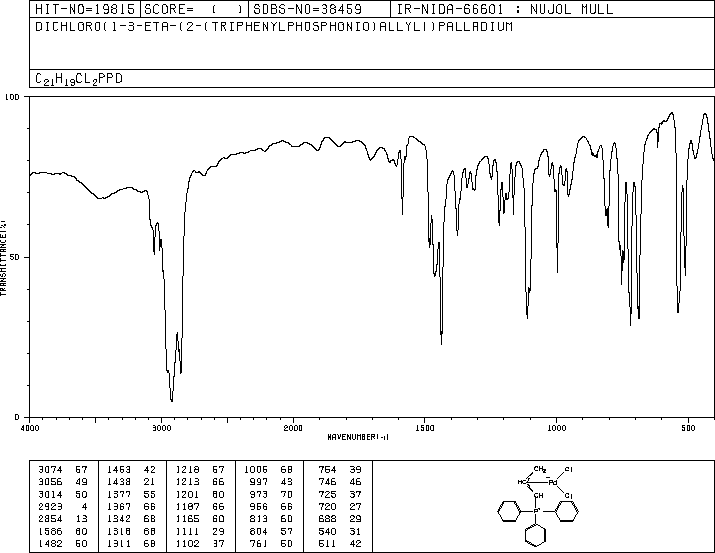 HIT-NO=19815 SCORE= ( ) SDBS-NO=38459 IR-NIDA-66601 : NUJOL MULL
DICHLORO(1-3-ETA-(2-(TRIPHENYLPHOSPHONIO)ALLYL))PALLADIUM
C21H19CL2PPD
100
50
0
TRANSMITTANCE(%)
4000 3000 2000 1500 1000 500
WAVENUMBER(-1)
3074 57 1463 42 1218 57 1006 68 754 39
3056 49 1438 21 1213 66 997 43 746 46
3014 50 1377 55 1201 60 973 70 725 37
2923 4 1367 66 1187 66 956 66 720 27
2854 13 1342 68 1165 60 813 60 688 29
1586 60 1318 68 1111 29 804 57 540 31
1482 50 1311 68 1102 37 761 50 511 42
CH2
HC Pd Cl
CH Cl
P+